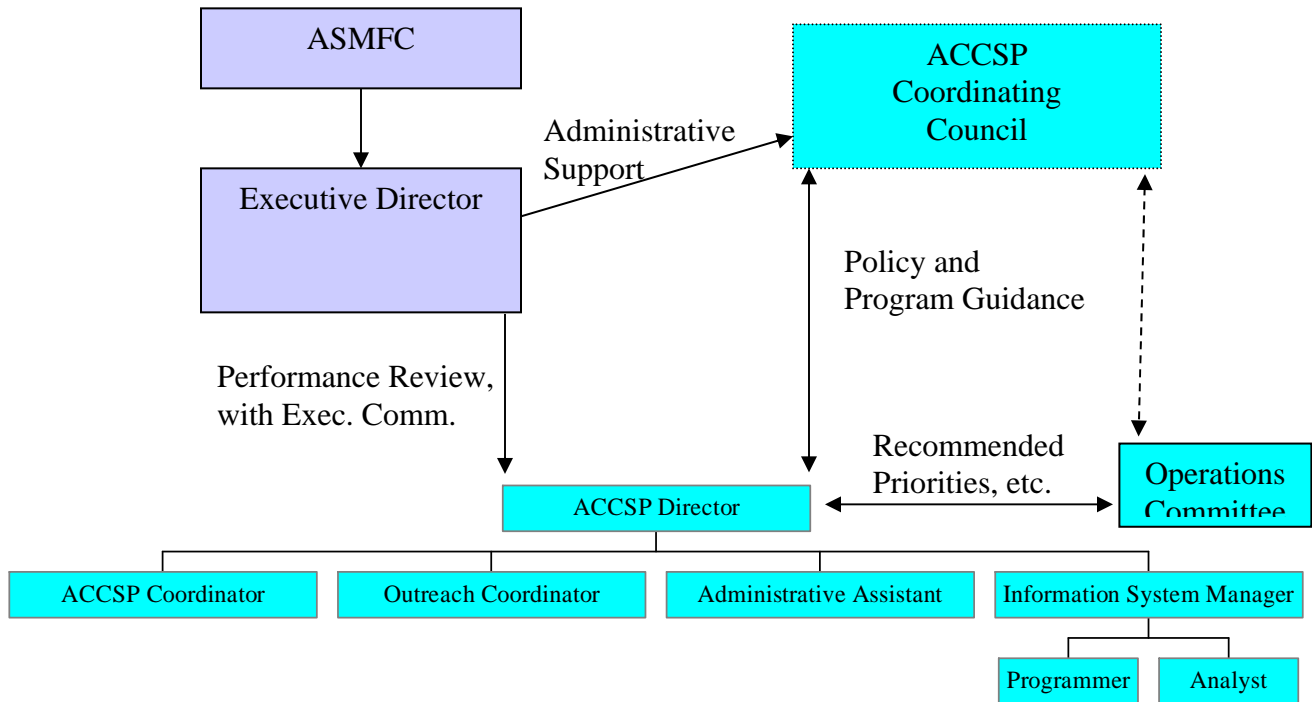 ASMFC
ACCSP
Coordinating
Council
Administrative
Support
Executive Director
Policy and
Program Guidance
Performance Review,
with Exec. Comm.
Recommended
Priorities, etc.
Operations
Committee
ACCSP Director
ACCSP Coordinator
Outreach Coordinator
Administrative Assistant
Information System Manager
Programmer
Analyst